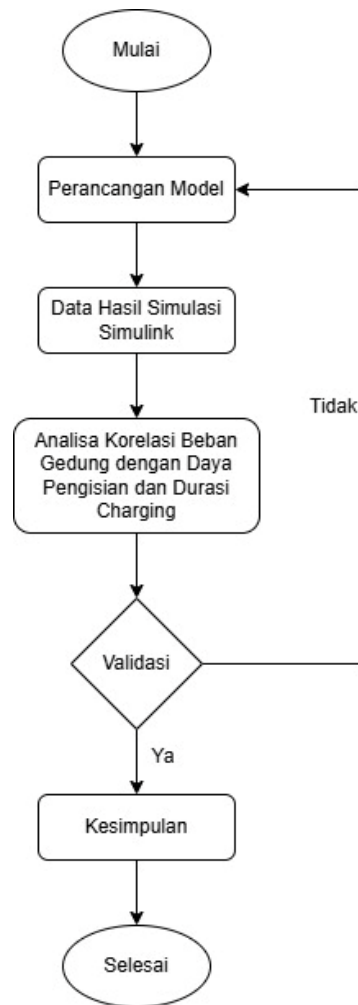 Mulai
Perancangan Model
Data Hasil Simulasi
Simulink
Tidak
Analisa Korelasi Beban
Gedung dengan Daya
Pengisian dan Durasi
Charging
Validasi
Ya
Kesimpulan
Selesai